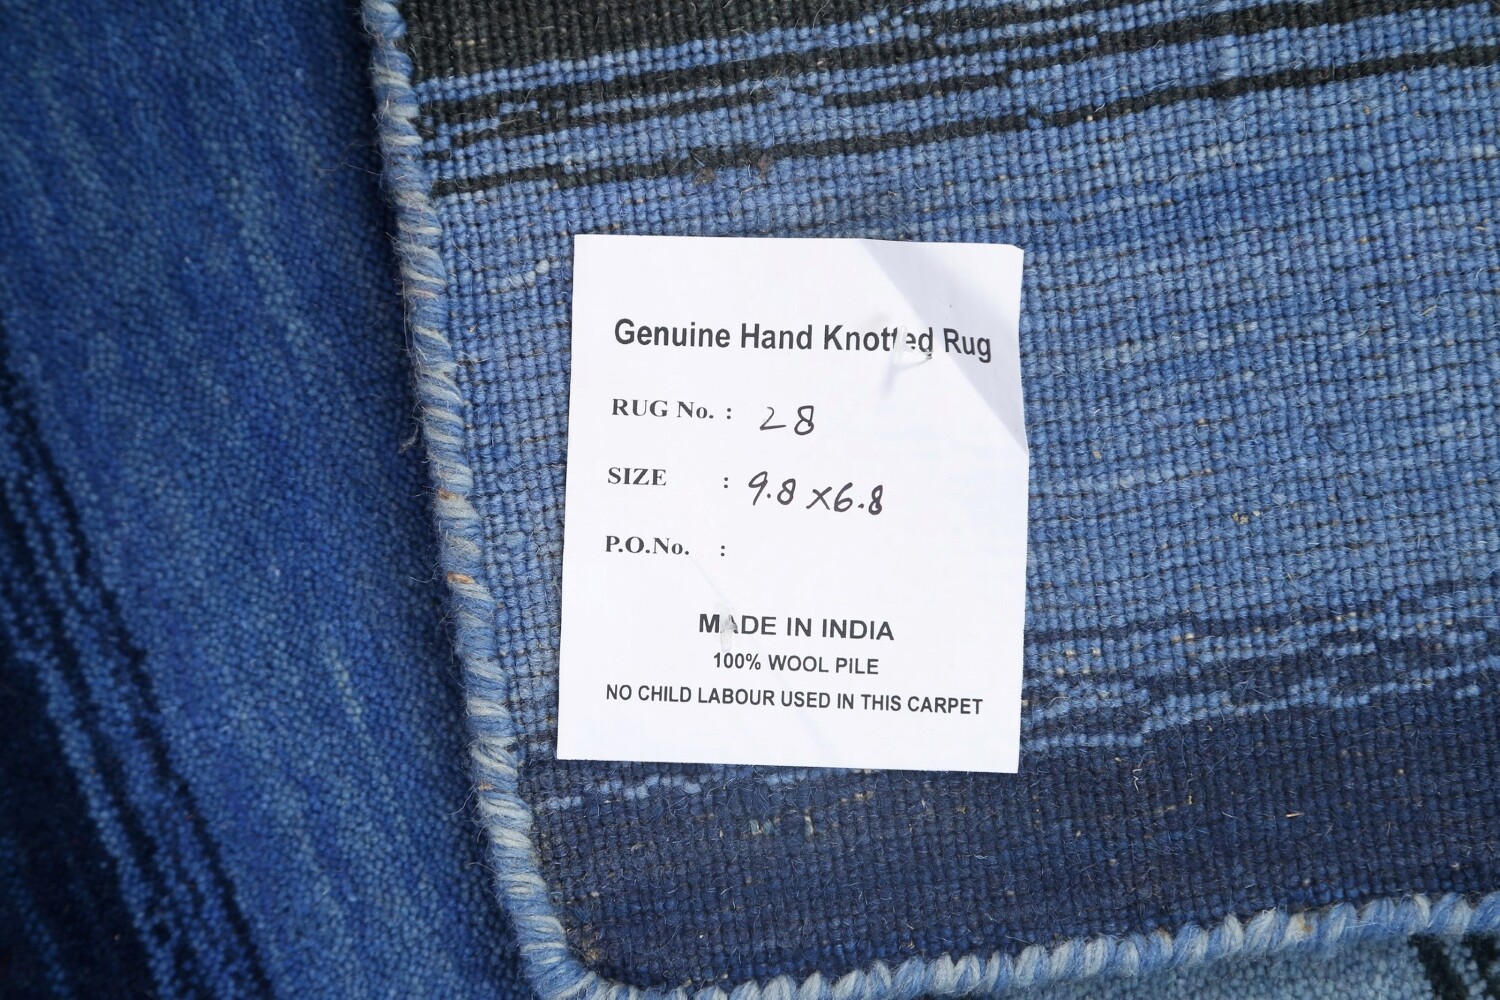 Genuine Hand Knotted Rug
RUG No. : 28
SIZE : 9.8 x 6.8
P.O.No. :
MADE IN INDIA
100% WOOL PILE
NO CHILD LABOUR USED IN THIS CARPET